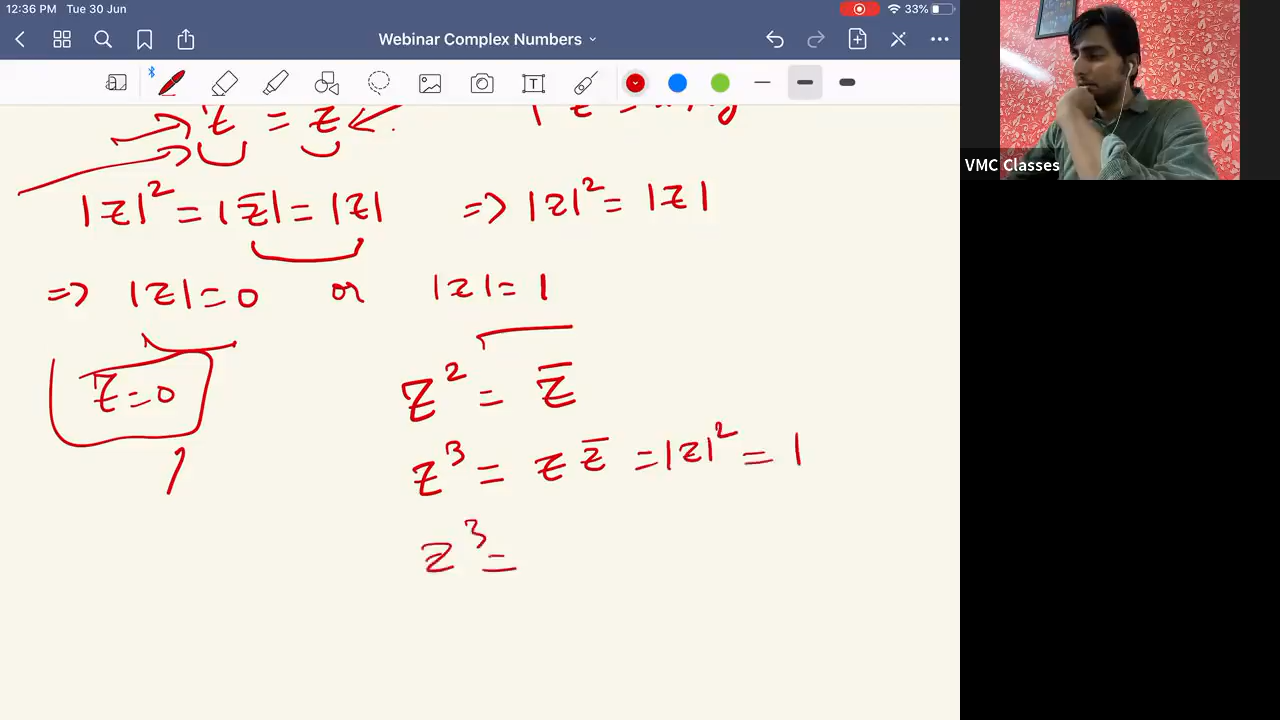 12:36 PM Tue 30 Jun
33%
Webinar Complex Numbers
T
= z̄
|z|² = |z̄| = |z| => |z|² = |z|
=> |z| = 0 or |z| = 1
z = 0
z² = z̄
z³ = z z̄ = |z|² = 1
z³ =
VMC Classes